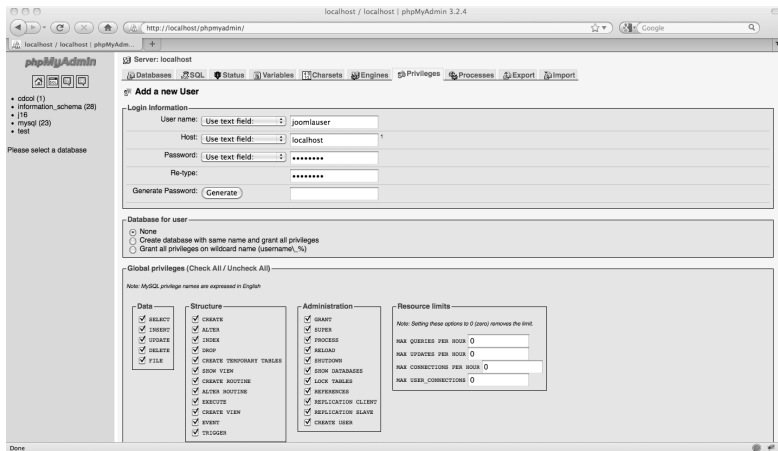 localhost / localhost | phpMyAdmin 3.2.4
http://localhost/phpmyadmin/
Google
localhost / localhost | phpMyAdm...
phpMyAdmin
cdcol (1)
information_schema (28)
j16
mysql (23)
test
Please select a database
Server: localhost
Databases SQL Status Variables Charsets Engines Privileges Processes Export Import
Add a new User
Login Information
User name: Use text field: joomlauser
Host: Use text field: localhost 1
Password: Use text field: ••••••••
Re-type: ••••••••
Generate Password: Generate
Database for user
None
Create database with same name and grant all privileges
Grant all privileges on wildcard name (username\_%)
Global privileges (Check All / Uncheck All)
Note: MySQL privilege names are expressed in English
Data
SELECT
INSERT
UPDATE
DELETE
FILE
Structure
CREATE
ALTER
INDEX
DROP
CREATE TEMPORARY TABLES
SHOW VIEW
CREATE ROUTINE
ALTER ROUTINE
EXECUTE
CREATE VIEW
EVENT
TRIGGER
Administration
GRANT
SUPER
PROCESS
RELOAD
SHUTDOWN
SHOW DATABASES
LOCK TABLES
REFERENCES
REPLICATION CLIENT
REPLICATION SLAVE
CREATE USER
Resource limits
Note: Setting these options to 0 (zero) removes the limit.
MAX QUERIES PER HOUR 0
MAX UPDATES PER HOUR 0
MAX CONNECTIONS PER HOUR 0
MAX USER_CONNECTIONS 0
Done